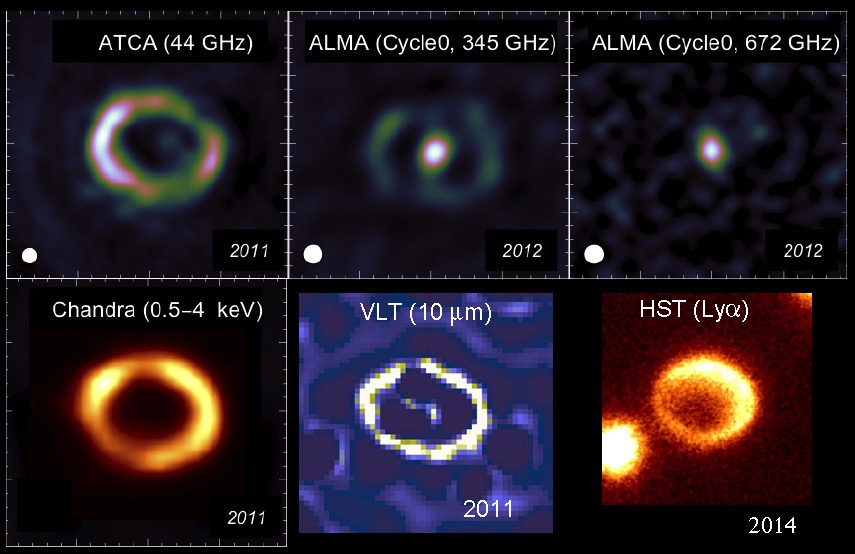 ATCA (44 GHz)
2011
ALMA (Cycle0, 345 GHz)
2012
ALMA (Cycle0, 672 GHz)
2012
Chandra (0.5–4 keV)
2011
VLT (10 µm)
2011
HST (Lyα)
2014